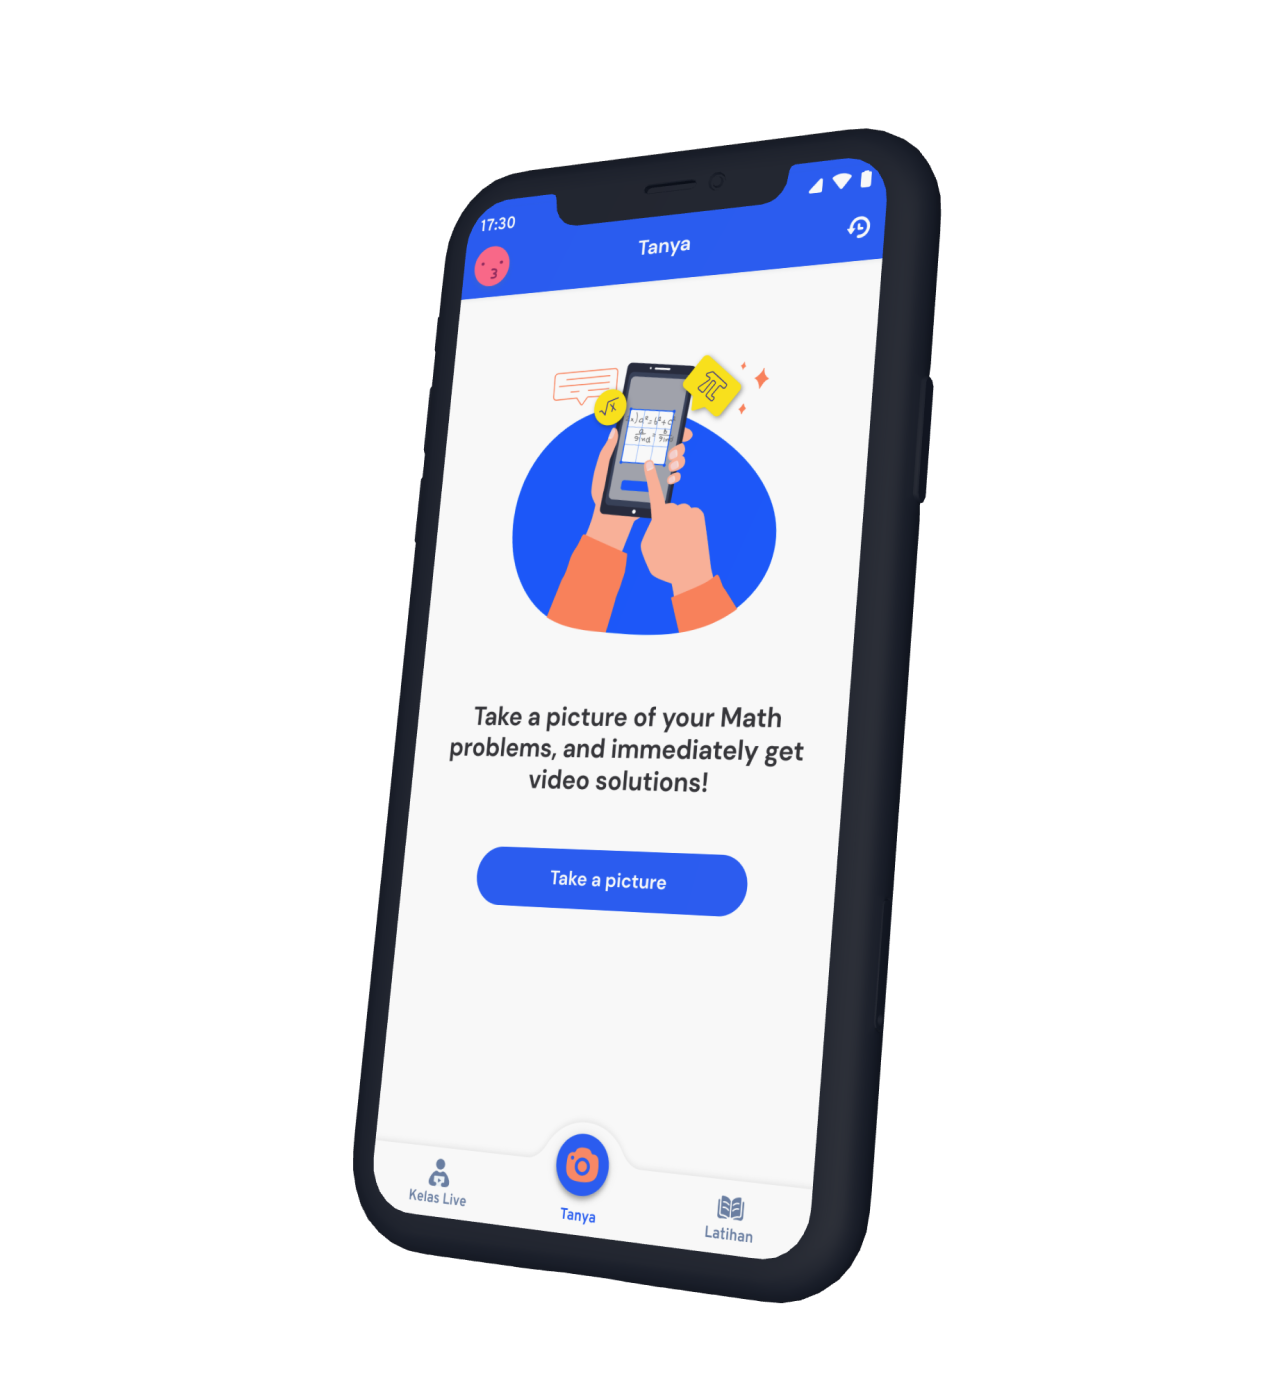 17:30
Tanya
√x
π
Take a picture of your Math
problems, and immediately get
video solutions!
Take a picture
Kelas Live
Tanya
Latihan